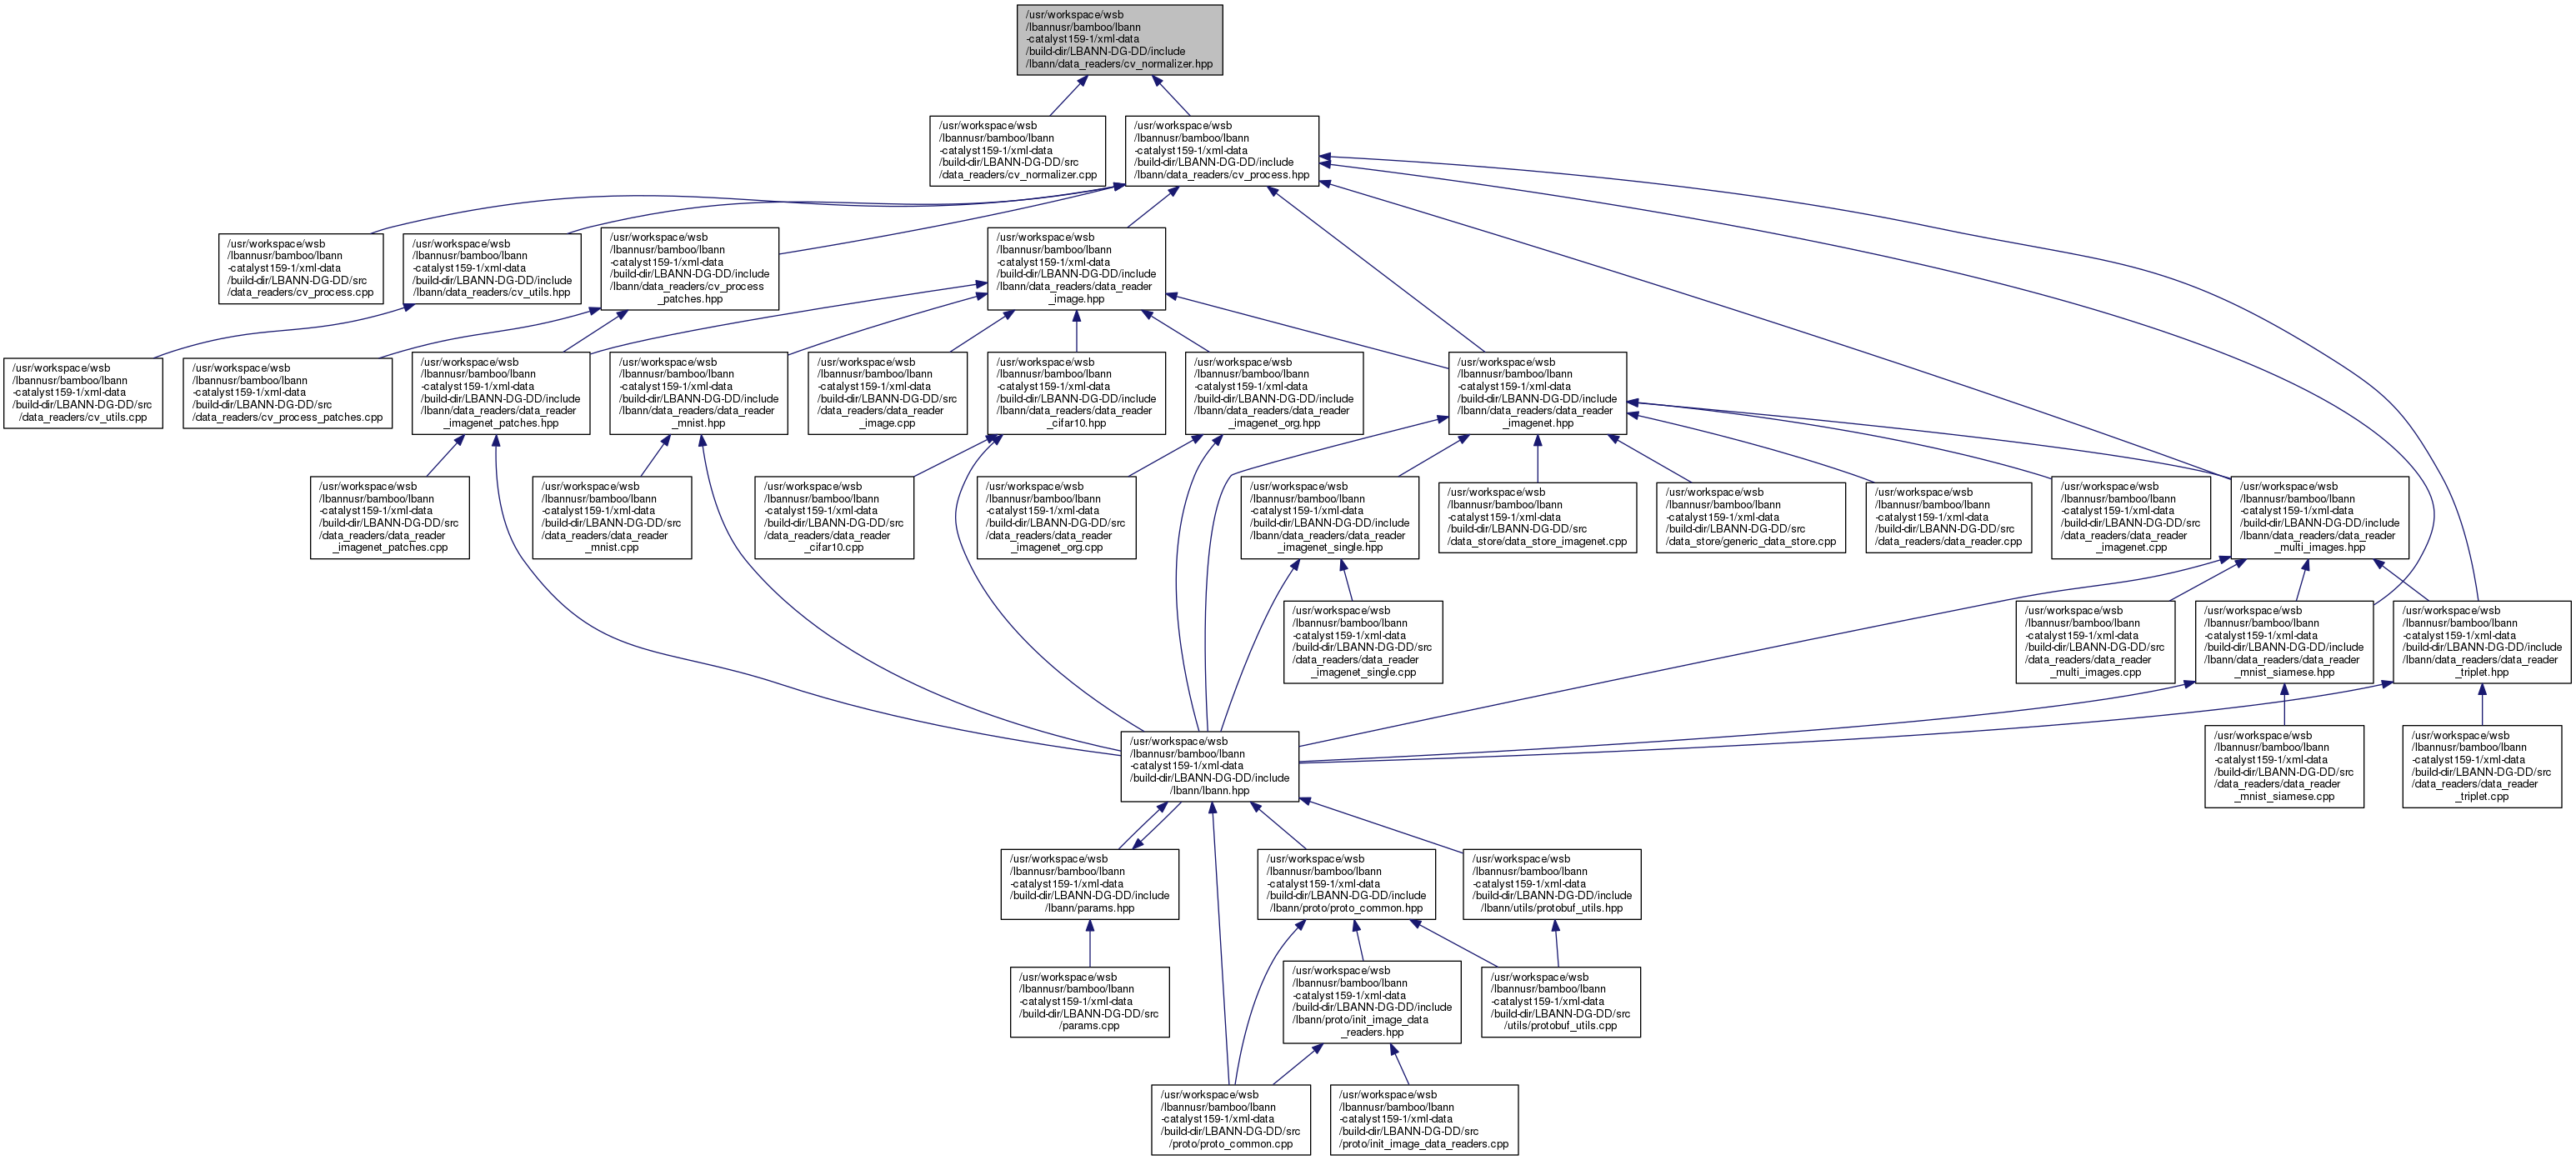 /usr/workspace/wsb
/lbannusr/bamboo/lbann
-catalyst159-1/xml-data
/build-dir/LBANN-DG-DD/include
/lbann/data_readers/cv_normalizer.hpp
/usr/workspace/wsb
/lbannusr/bamboo/lbann
-catalyst159-1/xml-data
/build-dir/LBANN-DG-DD/src
/data_readers/cv_normalizer.cpp
/usr/workspace/wsb
/lbannusr/bamboo/lbann
-catalyst159-1/xml-data
/build-dir/LBANN-DG-DD/include
/lbann/data_readers/cv_process.hpp
/usr/workspace/wsb
/lbannusr/bamboo/lbann
-catalyst159-1/xml-data
/build-dir/LBANN-DG-DD/src
/data_readers/cv_process.cpp
/usr/workspace/wsb
/lbannusr/bamboo/lbann
-catalyst159-1/xml-data
/build-dir/LBANN-DG-DD/include
/lbann/data_readers/cv_utils.hpp
/usr/workspace/wsb
/lbannusr/bamboo/lbann
-catalyst159-1/xml-data
/build-dir/LBANN-DG-DD/include
/lbann/data_readers/cv_process
_patches.hpp
/usr/workspace/wsb
/lbannusr/bamboo/lbann
-catalyst159-1/xml-data
/build-dir/LBANN-DG-DD/include
/lbann/data_readers/data_reader
_image.hpp
/usr/workspace/wsb
/lbannusr/bamboo/lbann
-catalyst159-1/xml-data
/build-dir/LBANN-DG-DD/src
/data_readers/cv_utils.cpp
/usr/workspace/wsb
/lbannusr/bamboo/lbann
-catalyst159-1/xml-data
/build-dir/LBANN-DG-DD/src
/data_readers/cv_process_patches.cpp
/usr/workspace/wsb
/lbannusr/bamboo/lbann
-catalyst159-1/xml-data
/build-dir/LBANN-DG-DD/include
/lbann/data_readers/data_reader
_imagenet_patches.hpp
/usr/workspace/wsb
/lbannusr/bamboo/lbann
-catalyst159-1/xml-data
/build-dir/LBANN-DG-DD/include
/lbann/data_readers/data_reader
_mnist.hpp
/usr/workspace/wsb
/lbannusr/bamboo/lbann
-catalyst159-1/xml-data
/build-dir/LBANN-DG-DD/src
/data_readers/data_reader
_image.cpp
/usr/workspace/wsb
/lbannusr/bamboo/lbann
-catalyst159-1/xml-data
/build-dir/LBANN-DG-DD/include
/lbann/data_readers/data_reader
_cifar10.hpp
/usr/workspace/wsb
/lbannusr/bamboo/lbann
-catalyst159-1/xml-data
/build-dir/LBANN-DG-DD/include
/lbann/data_readers/data_reader
_imagenet_org.hpp
/usr/workspace/wsb
/lbannusr/bamboo/lbann
-catalyst159-1/xml-data
/build-dir/LBANN-DG-DD/include
/lbann/data_readers/data_reader
_imagenet.hpp
/usr/workspace/wsb
/lbannusr/bamboo/lbann
-catalyst159-1/xml-data
/build-dir/LBANN-DG-DD/src
/data_readers/data_reader
_imagenet_patches.cpp
/usr/workspace/wsb
/lbannusr/bamboo/lbann
-catalyst159-1/xml-data
/build-dir/LBANN-DG-DD/src
/data_readers/data_reader
_mnist.cpp
/usr/workspace/wsb
/lbannusr/bamboo/lbann
-catalyst159-1/xml-data
/build-dir/LBANN-DG-DD/src
/data_readers/data_reader
_cifar10.cpp
/usr/workspace/wsb
/lbannusr/bamboo/lbann
-catalyst159-1/xml-data
/build-dir/LBANN-DG-DD/src
/data_readers/data_reader
_imagenet_org.cpp
/usr/workspace/wsb
/lbannusr/bamboo/lbann
-catalyst159-1/xml-data
/build-dir/LBANN-DG-DD/include
/lbann/data_readers/data_reader
_imagenet_single.hpp
/usr/workspace/wsb
/lbannusr/bamboo/lbann
-catalyst159-1/xml-data
/build-dir/LBANN-DG-DD/src
/data_store/data_store_imagenet.cpp
/usr/workspace/wsb
/lbannusr/bamboo/lbann
-catalyst159-1/xml-data
/build-dir/LBANN-DG-DD/src
/data_store/generic_data_store.cpp
/usr/workspace/wsb
/lbannusr/bamboo/lbann
-catalyst159-1/xml-data
/build-dir/LBANN-DG-DD/src
/data_readers/data_reader.cpp
/usr/workspace/wsb
/lbannusr/bamboo/lbann
-catalyst159-1/xml-data
/build-dir/LBANN-DG-DD/src
/data_readers/data_reader
_imagenet.cpp
/usr/workspace/wsb
/lbannusr/bamboo/lbann
-catalyst159-1/xml-data
/build-dir/LBANN-DG-DD/include
/lbann/data_readers/data_reader
_multi_images.hpp
/usr/workspace/wsb
/lbannusr/bamboo/lbann
-catalyst159-1/xml-data
/build-dir/LBANN-DG-DD/src
/data_readers/data_reader
_imagenet_single.cpp
/usr/workspace/wsb
/lbannusr/bamboo/lbann
-catalyst159-1/xml-data
/build-dir/LBANN-DG-DD/src
/data_readers/data_reader
_multi_images.cpp
/usr/workspace/wsb
/lbannusr/bamboo/lbann
-catalyst159-1/xml-data
/build-dir/LBANN-DG-DD/include
/lbann/data_readers/data_reader
_mnist_siamese.hpp
/usr/workspace/wsb
/lbannusr/bamboo/lbann
-catalyst159-1/xml-data
/build-dir/LBANN-DG-DD/include
/lbann/data_readers/data_reader
_triplet.hpp
/usr/workspace/wsb
/lbannusr/bamboo/lbann
-catalyst159-1/xml-data
/build-dir/LBANN-DG-DD/include
/lbann/lbann.hpp
/usr/workspace/wsb
/lbannusr/bamboo/lbann
-catalyst159-1/xml-data
/build-dir/LBANN-DG-DD/src
/data_readers/data_reader
_mnist_siamese.cpp
/usr/workspace/wsb
/lbannusr/bamboo/lbann
-catalyst159-1/xml-data
/build-dir/LBANN-DG-DD/src
/data_readers/data_reader
_triplet.cpp
/usr/workspace/wsb
/lbannusr/bamboo/lbann
-catalyst159-1/xml-data
/build-dir/LBANN-DG-DD/include
/lbann/params.hpp
/usr/workspace/wsb
/lbannusr/bamboo/lbann
-catalyst159-1/xml-data
/build-dir/LBANN-DG-DD/include
/lbann/proto/proto_common.hpp
/usr/workspace/wsb
/lbannusr/bamboo/lbann
-catalyst159-1/xml-data
/build-dir/LBANN-DG-DD/include
/lbann/utils/protobuf_utils.hpp
/usr/workspace/wsb
/lbannusr/bamboo/lbann
-catalyst159-1/xml-data
/build-dir/LBANN-DG-DD/src
/params.cpp
/usr/workspace/wsb
/lbannusr/bamboo/lbann
-catalyst159-1/xml-data
/build-dir/LBANN-DG-DD/include
/lbann/proto/init_image_data
_readers.hpp
/usr/workspace/wsb
/lbannusr/bamboo/lbann
-catalyst159-1/xml-data
/build-dir/LBANN-DG-DD/src
/utils/protobuf_utils.cpp
/usr/workspace/wsb
/lbannusr/bamboo/lbann
-catalyst159-1/xml-data
/build-dir/LBANN-DG-DD/src
/proto/proto_common.cpp
/usr/workspace/wsb
/lbannusr/bamboo/lbann
-catalyst159-1/xml-data
/build-dir/LBANN-DG-DD/src
/proto/init_image_data_readers.cpp